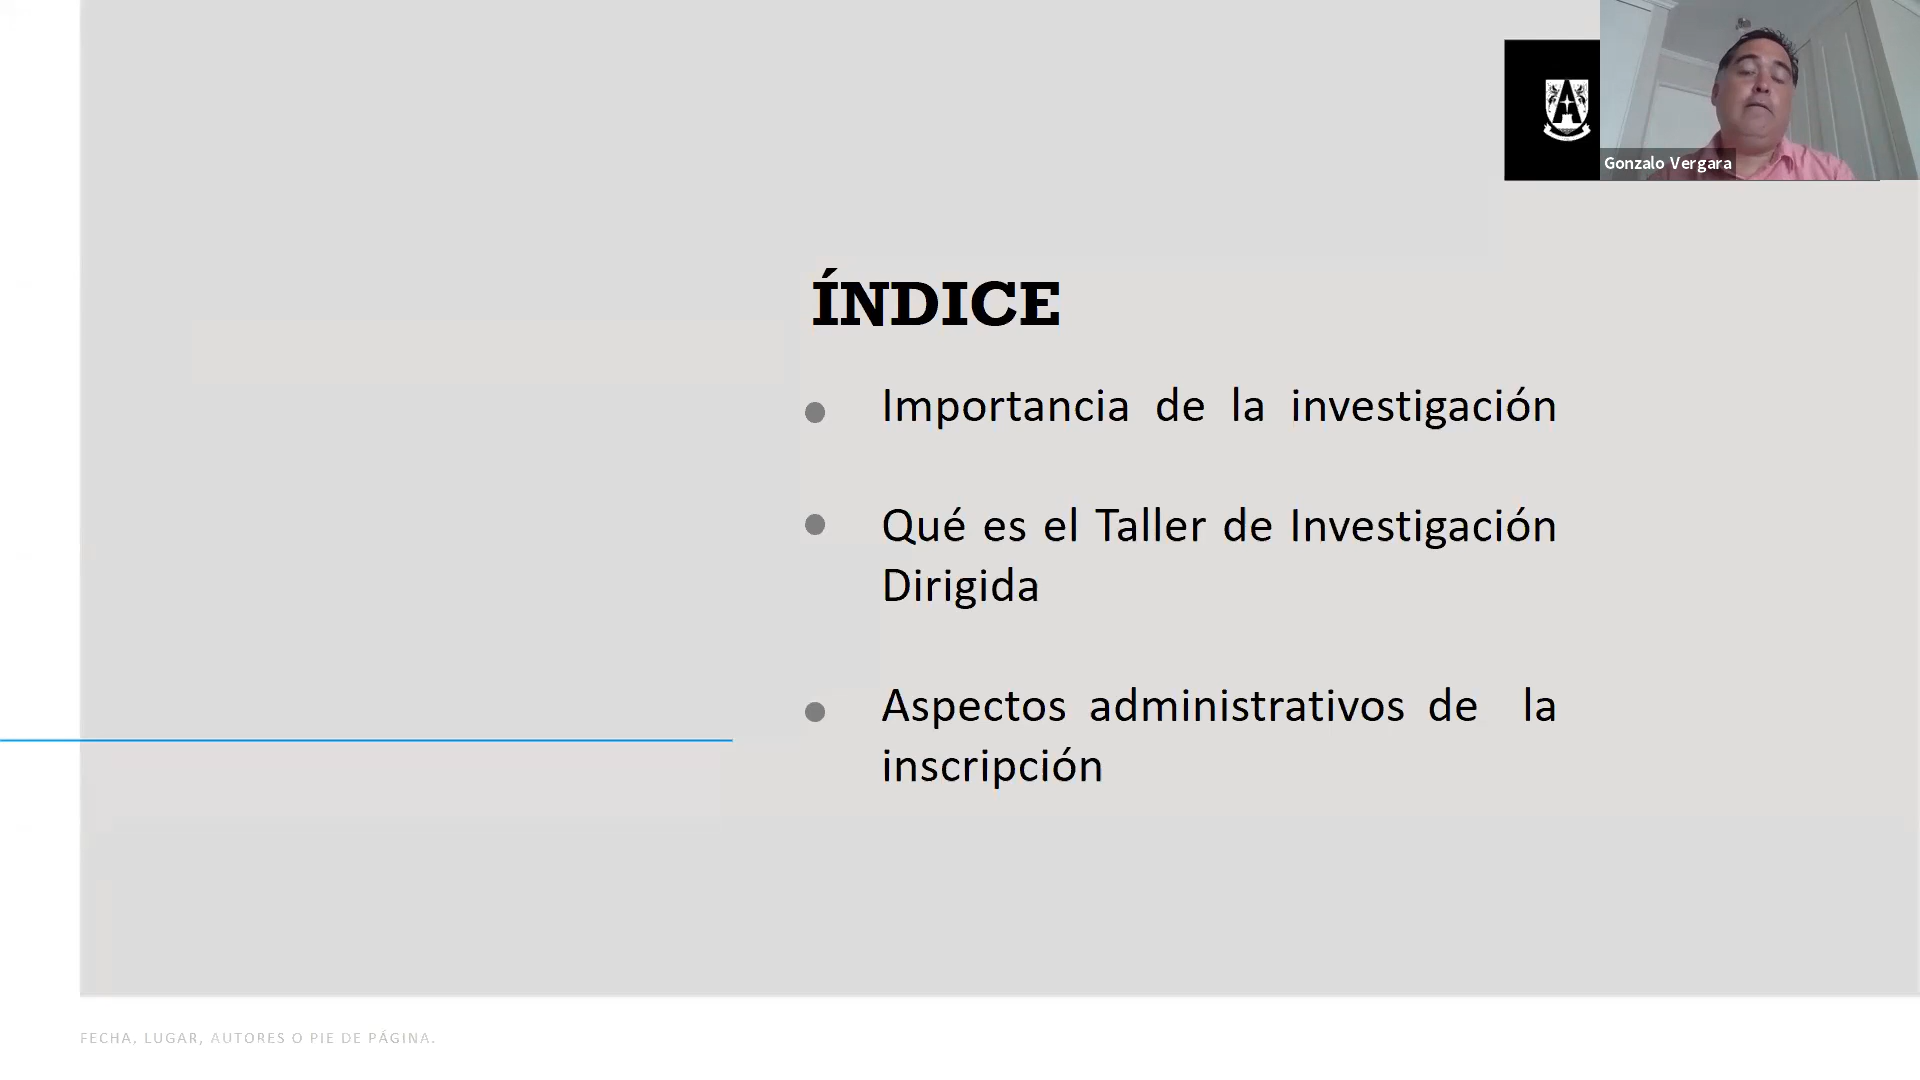 Gonzalo Vergara
ÍNDICE
Importancia de la investigación
Qué es el Taller de Investigación
Dirigida
Aspectos administrativos de la
inscripción
FECHA. LUGAR, AUTORES O PIE DE PÁGINA.